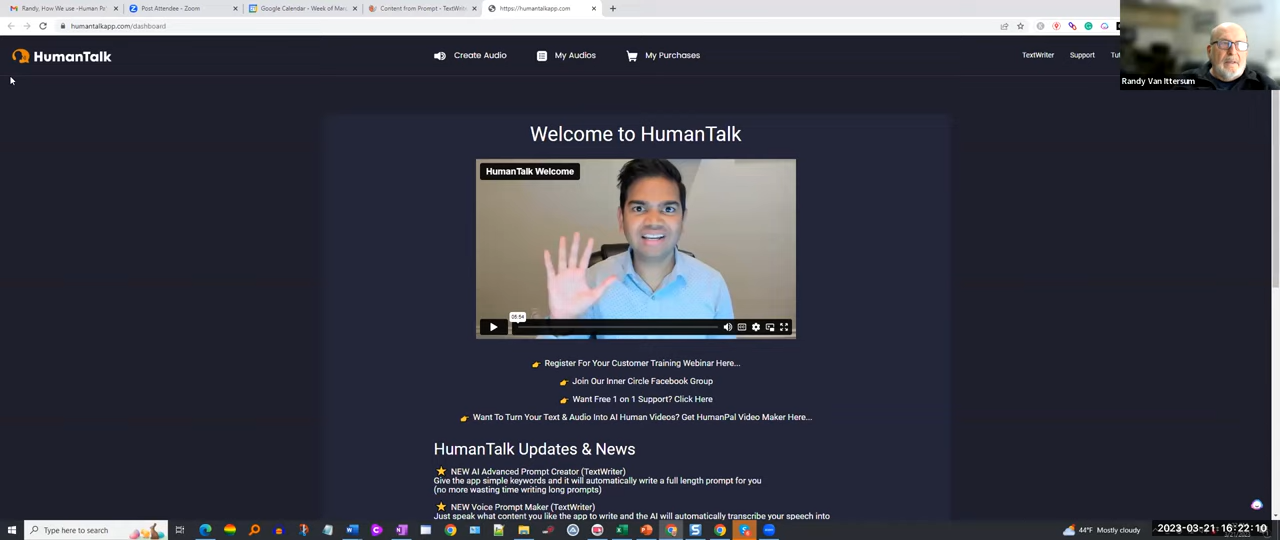 Randy, How We use -Human Pa
Post Attendee - Zoom
Google Calendar - Week of Marc
Content from Prompt - TextWrite
https://humantalkapp.com
humantalkapp.com/dashboard
HumanTalk
Create Audio
My Audios
My Purchases
TextWriter
Support
Tut
Randy Van Ittersum
Welcome to HumanTalk
HumanTalk Welcome
05:54
Register For Your Customer Training Webinar Here...
Join Our Inner Circle Facebook Group
Want Free 1 on 1 Support? Click Here
Want To Turn Your Text & Audio Into AI Human Videos? Get HumanPal Video Maker Here...
HumanTalk Updates & News
NEW AI Advanced Prompt Creator (TextWriter)
Give the app simple keywords and it will automatically write a full length prompt for you
(no more wasting time writing long prompts)
NEW Voice Prompt Maker (TextWriter)
Just speak what content you like the app to write and the AI will automatically transcribe your speech into
Type here to search
44°F Mostly cloudy
2023-03-21 16:22:10